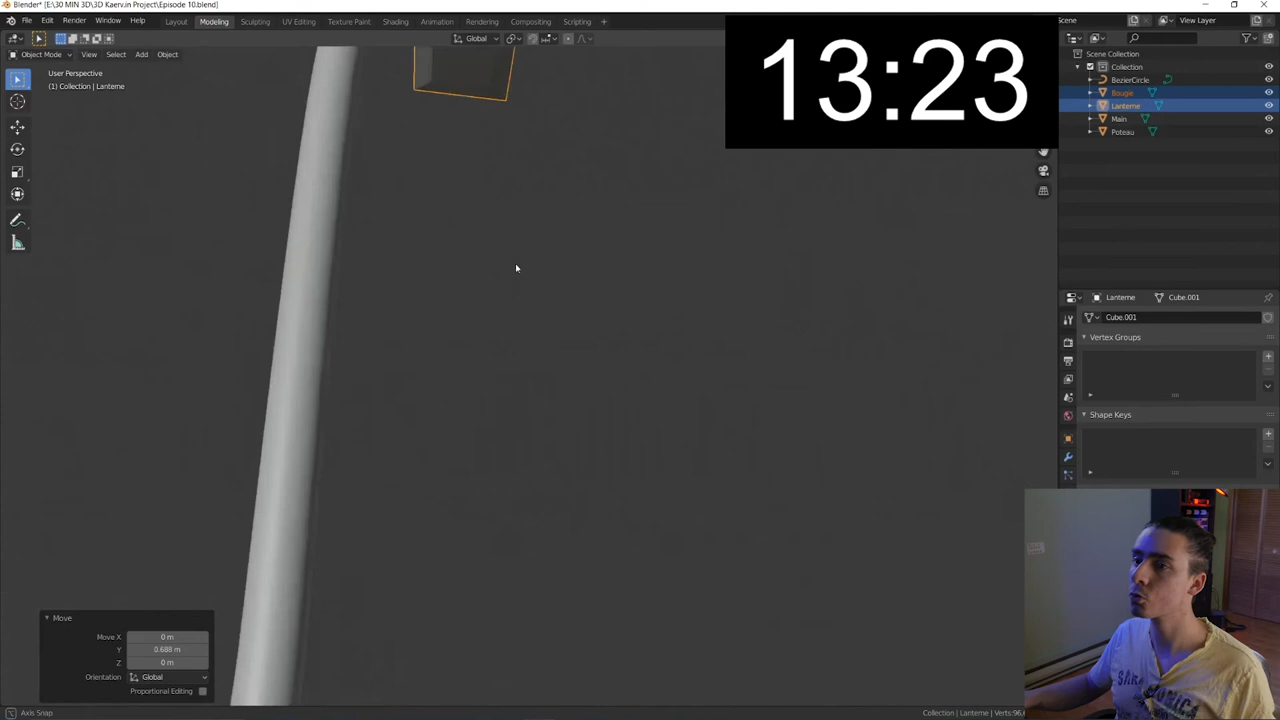 Blender* [E:\30 MIN 3D\3D Kaerv.in Project\Episode 10.blend]
File Edit Render Window Help Layout Modeling Sculpting UV Editing Texture Paint Shading Animation Rendering Compositing Scripting Scene View Layer
Global
Object Mode View Select Add Object
13:23
User Perspective
(1) Collection | Lanterne
Scene Collection
Collection
BezierCircle
Bougie
Lanterne
Main
Poteau
Lanterne Cube.001
Cube.001
Vertex Groups
Shape Keys
Move
Move X 0 m
Y 0.688 m
Z 0 m
Orientation Global
Proportional Editing
Axis Snap
Collection | Lanterne | Verts:96,